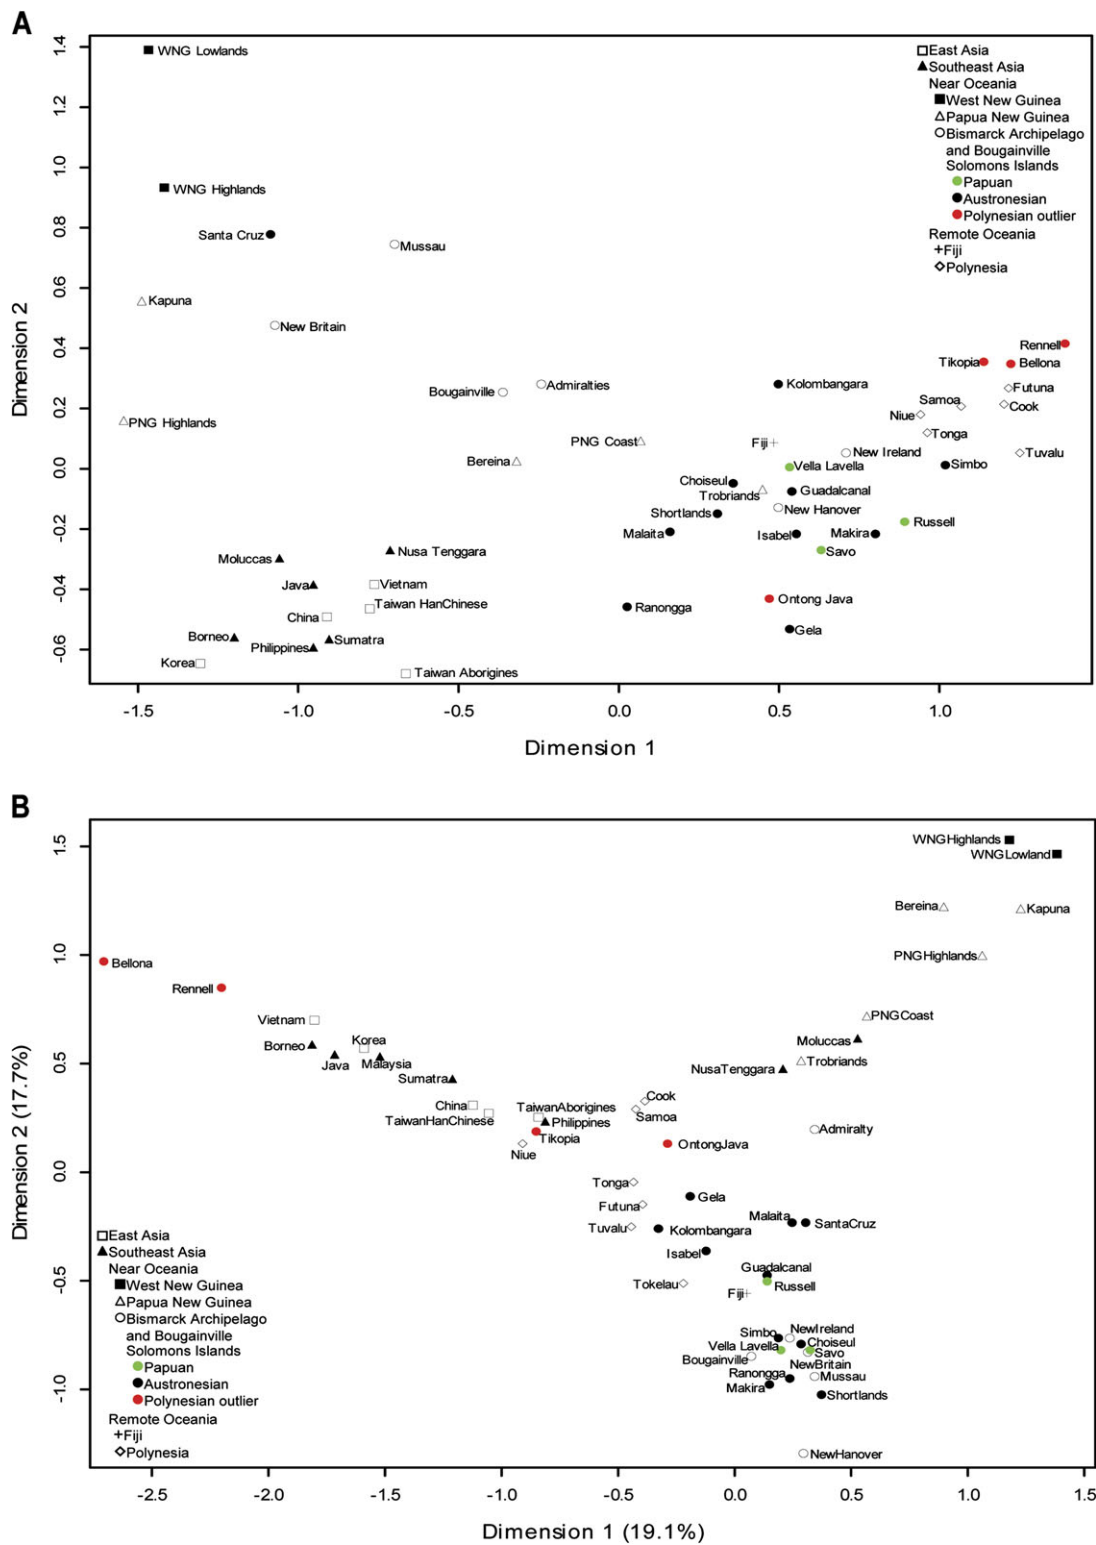 A
WNG Lowlands
WNG Highlands
Santa Cruz
Mussau
Kapuna
New Britain
Bougainville
Admiralties
PNG Highlands
PNG Coast
Bereina
Kolombangara
Rennell
Tikopia
Bellona
Futuna
Samoa
Cook
Niue
Tonga
Fiji
New Ireland
Tuvalu
Simbo
Vella Lavella
Choiseul
Trobriands
Guadalcanal
Shortlands
New Hanover
Malaita
Isabel
Makira
Russell
Savo
Moluccas
Nusa Tenggara
Java
Vietnam
Taiwan HanChinese
China
Ranongga
Ontong Java
Gela
Borneo
Philippines
Sumatra
Korea
Taiwan Aborigines
East Asia
Southeast Asia
Near Oceania
West New Guinea
Papua New Guinea
Bismarck Archipelago
and Bougainville
Solomons Islands
Papuan
Austronesian
Polynesian outlier
Remote Oceania
Fiji
Polynesia
1.4
1.2
1.0
0.8
0.6
0.4
0.2
0.0
-0.2
-0.4
-0.6
Dimension 2
-1.5 -1.0 -0.5 0.0 0.5 1.0
Dimension 1
B
WNGHighlands
WNGLowland
Bereina
Kapuna
PNGHighlands
Bellona
Rennell
PNGCoast
Vietnam
Borneo
Korea
Java
Malaysia
Moluccas
Trobriands
NusaTenggara
Sumatra
China
TaiwanHanChinese
TaiwanAborigines
Philippines
Tikopia
Niue
Cook
Samoa
OntongJava
Admiralty
Tonga
Futuna
Tuvalu
Gela
Kolombangara
Malaita
SantaCruz
Isabel
Tokelau
Guadalcanal
Russell
Fiji
Simbo
NewIreland
Vella Lavella
Choiseul
Bougainville
Savo
NewBritain
Ranongga
Mussau
Makira
Shortlands
NewHanover
East Asia
Southeast Asia
Near Oceania
West New Guinea
Papua New Guinea
Bismarck Archipelago
and Bougainville
Solomons Islands
Papuan
Austronesian
Polynesian outlier
Remote Oceania
Fiji
Polynesia
1.5
1.0
0.5
0.0
-0.5
-1.0
Dimension 2 (17.7%)
-2.5 -2.0 -1.5 -1.0 -0.5 0.0 0.5 1.0 1.5
Dimension 1 (19.1%)